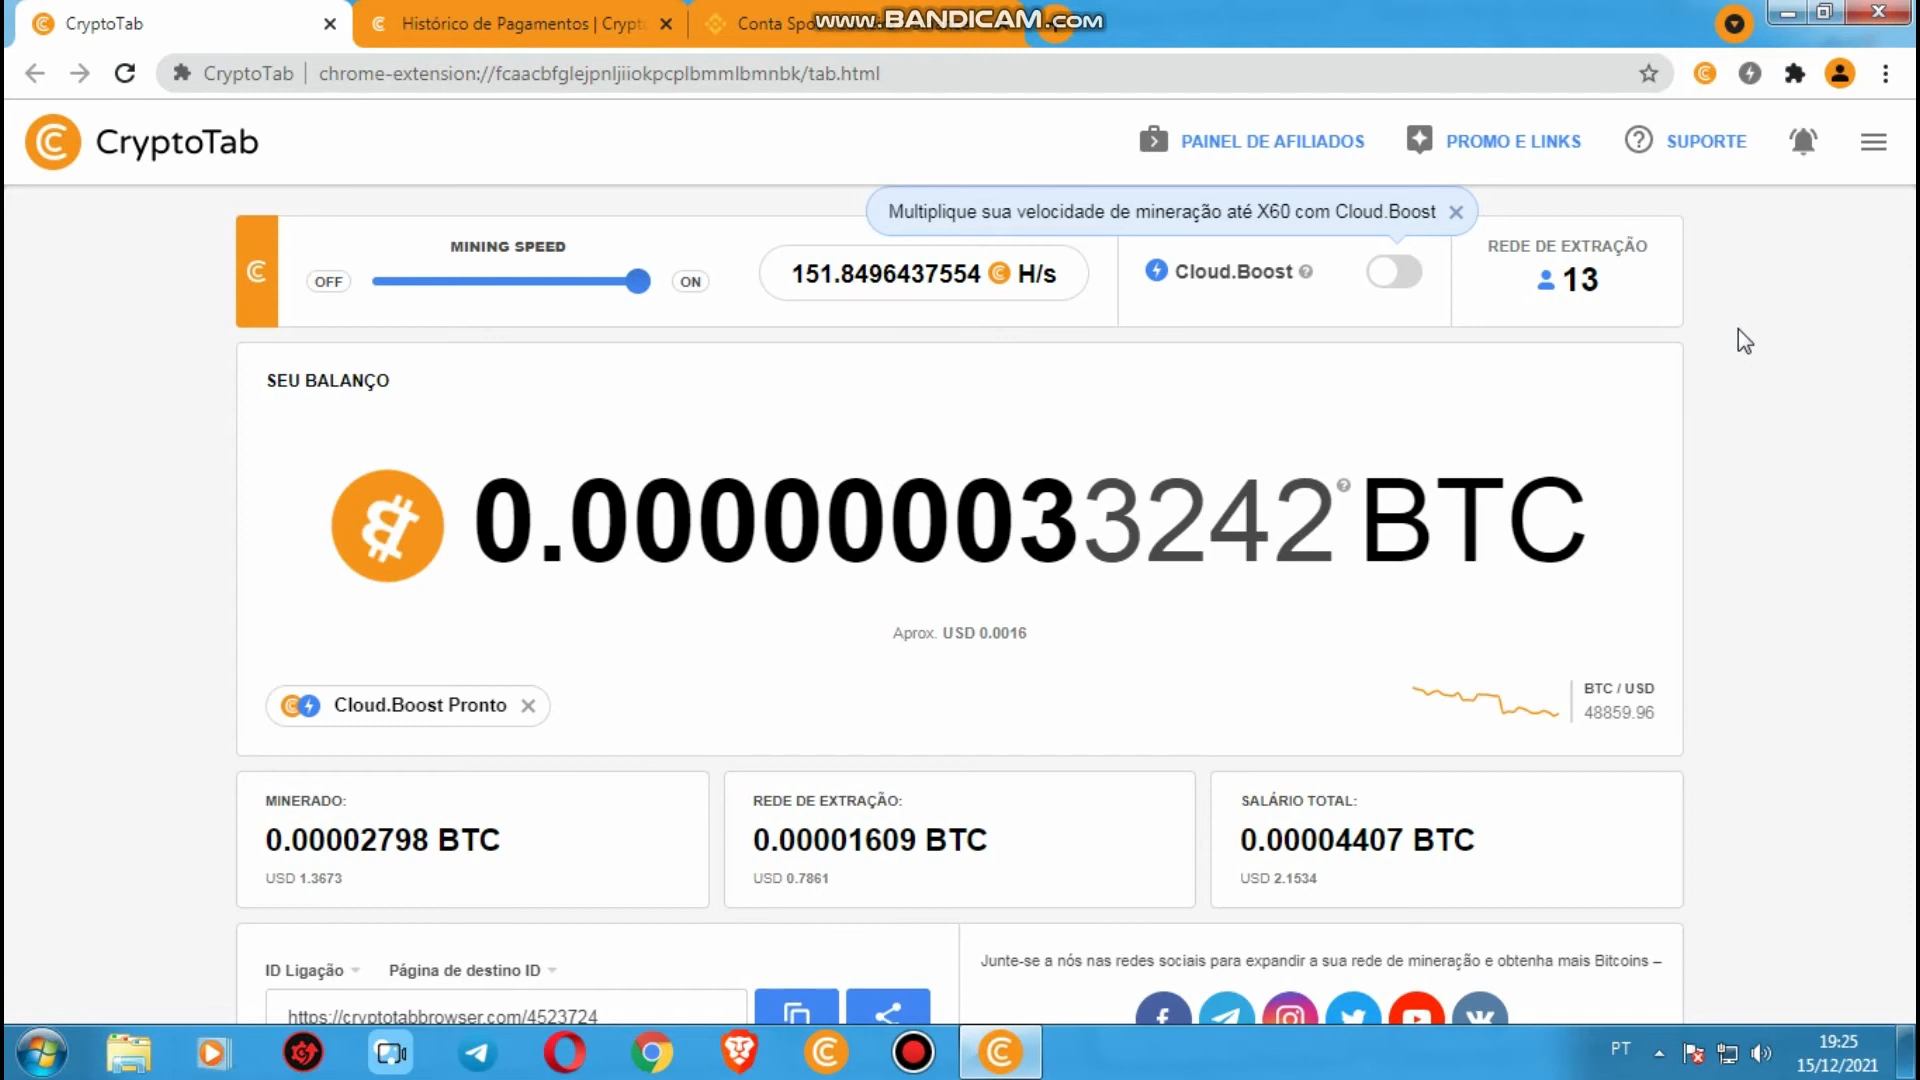 CryptoTab
Histórico de Pagamentos | Crypt
Conta Spo
www.BANDICAM.com
CryptoTab
chrome-extension://fcaacbfglejpnljiiokpcplbmmlbmnbk/tab.html
CryptoTab
PAINEL DE AFILIADOS
PROMO E LINKS
SUPORTE
Multiplique sua velocidade de mineração até X60 com Cloud.Boost
MINING SPEED
OFF
ON
151.8496437554 H/s
Cloud.Boost
REDE DE EXTRAÇÃO
13
SEU BALANÇO
0.0000000033242 BTC
Aprox. USD 0.0016
Cloud.Boost Pronto
BTC / USD
48859.96
MINERADO:
0.00002798 BTC
USD 1.3673
REDE DE EXTRAÇÃO:
0.00001609 BTC
USD 0.7861
SALÁRIO TOTAL:
0.00004407 BTC
USD 2.1534
ID Ligação
Página de destino ID
https://cryptotabbrowser.com/4523724
Junte-se a nós nas redes sociais para expandir a sua rede de mineração e obtenha mais Bitcoins –
PT
19:25
15/12/2021